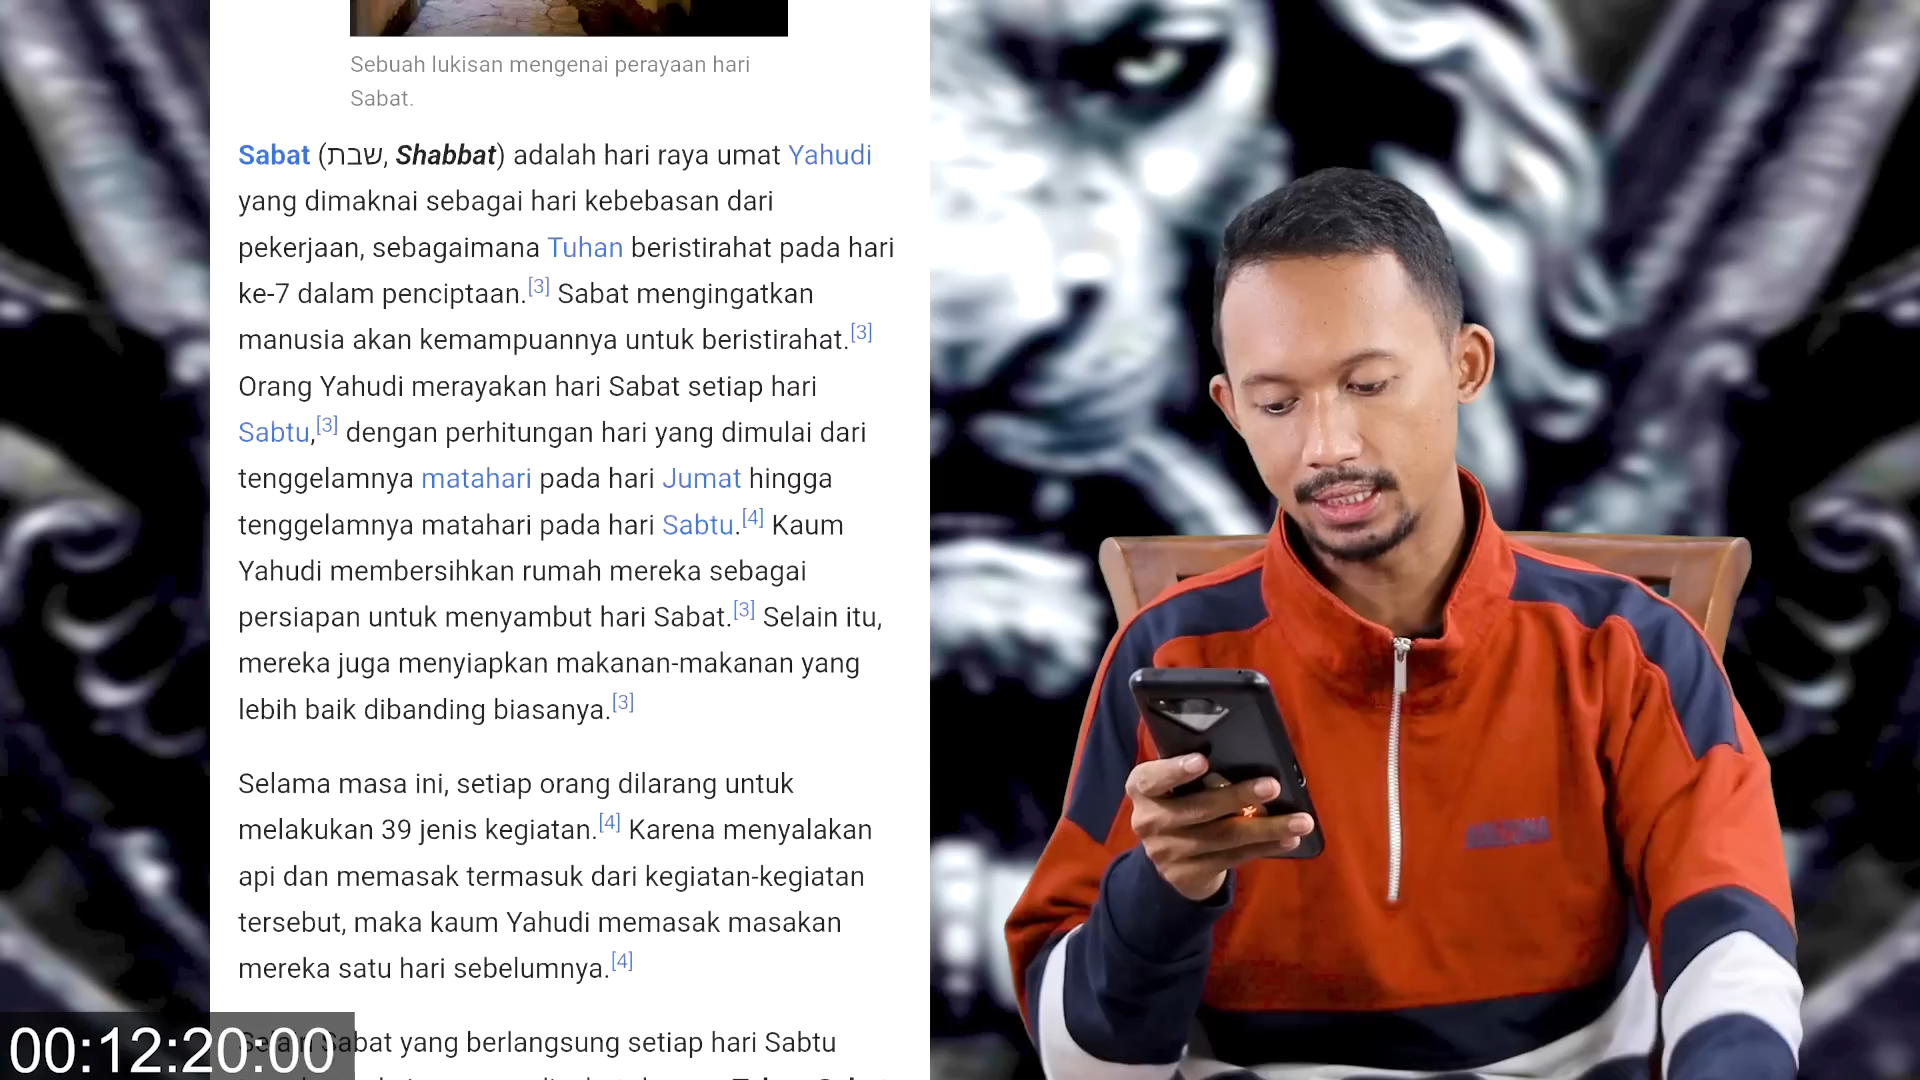 Sebuah lukisan mengenai perayaan hari
Sabat.
Sabat (שבת, Shabbat) adalah hari raya umat Yahudi
yang dimaknai sebagai hari kebebasan dari
pekerjaan, sebagaimana Tuhan beristirahat pada hari
ke-7 dalam penciptaan.[3] Sabat mengingatkan
manusia akan kemampuannya untuk beristirahat.[3]
Orang Yahudi merayakan hari Sabat setiap hari
Sabtu,[3] dengan perhitungan hari yang dimulai dari
tenggelamnya matahari pada hari Jumat hingga
tenggelamnya matahari pada hari Sabtu.[4] Kaum
Yahudi membersihkan rumah mereka sebagai
persiapan untuk menyambut hari Sabat.[3] Selain itu,
mereka juga menyiapkan makanan-makanan yang
lebih baik dibanding biasanya.[3]
Selama masa ini, setiap orang dilarang untuk
melakukan 39 jenis kegiatan.[4] Karena menyalakan
api dan memasak termasuk dari kegiatan-kegiatan
tersebut, maka kaum Yahudi memasak masakan
mereka satu hari sebelumnya.[4]
Selain Sabat yang berlangsung setiap hari Sabtu
00:12:20:00